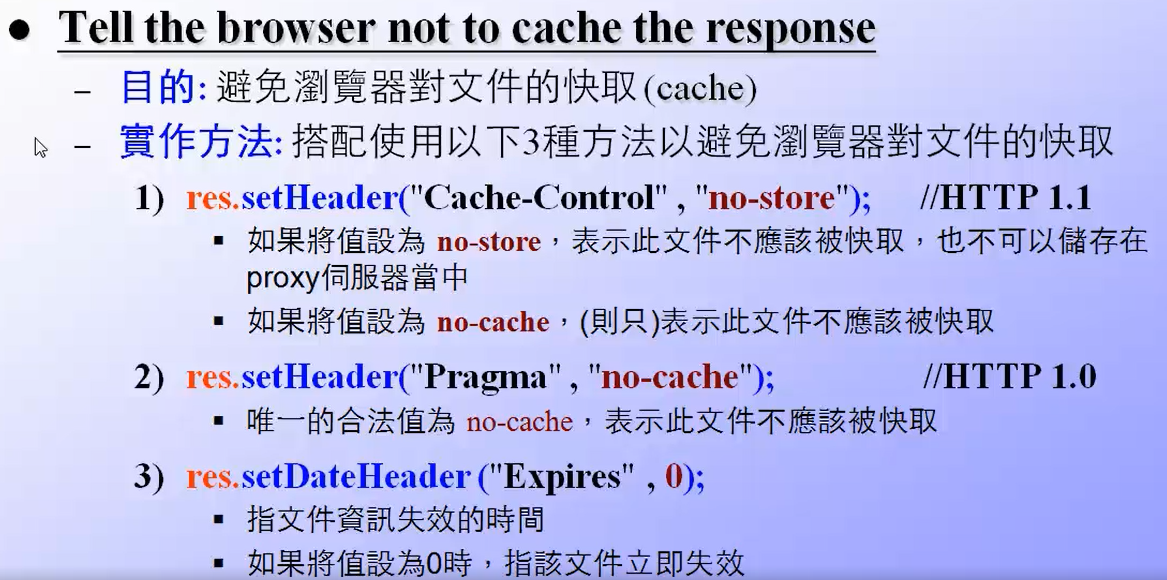 ● Tell the browser not to cache the response
– 目的: 避免瀏覽器對文件的快取(cache)
– 實作方法: 搭配使用以下3種方法以避免瀏覽器對文件的快取
1) res.setHeader("Cache-Control" , "no-store"); //HTTP 1.1
▪ 如果將值設為 no-store，表示此文件不應該被快取，也不可以儲存在
proxy伺服器當中
▪ 如果將值設為 no-cache，(則只)表示此文件不應該被快取
2) res.setHeader("Pragma" , "no-cache"); //HTTP 1.0
▪ 唯一的合法值為 no-cache，表示此文件不應該被快取
3) res.setDateHeader ("Expires" , 0);
▪ 指文件資訊失效的時間
▪ 如果將值設為0時，指該文件立即失效